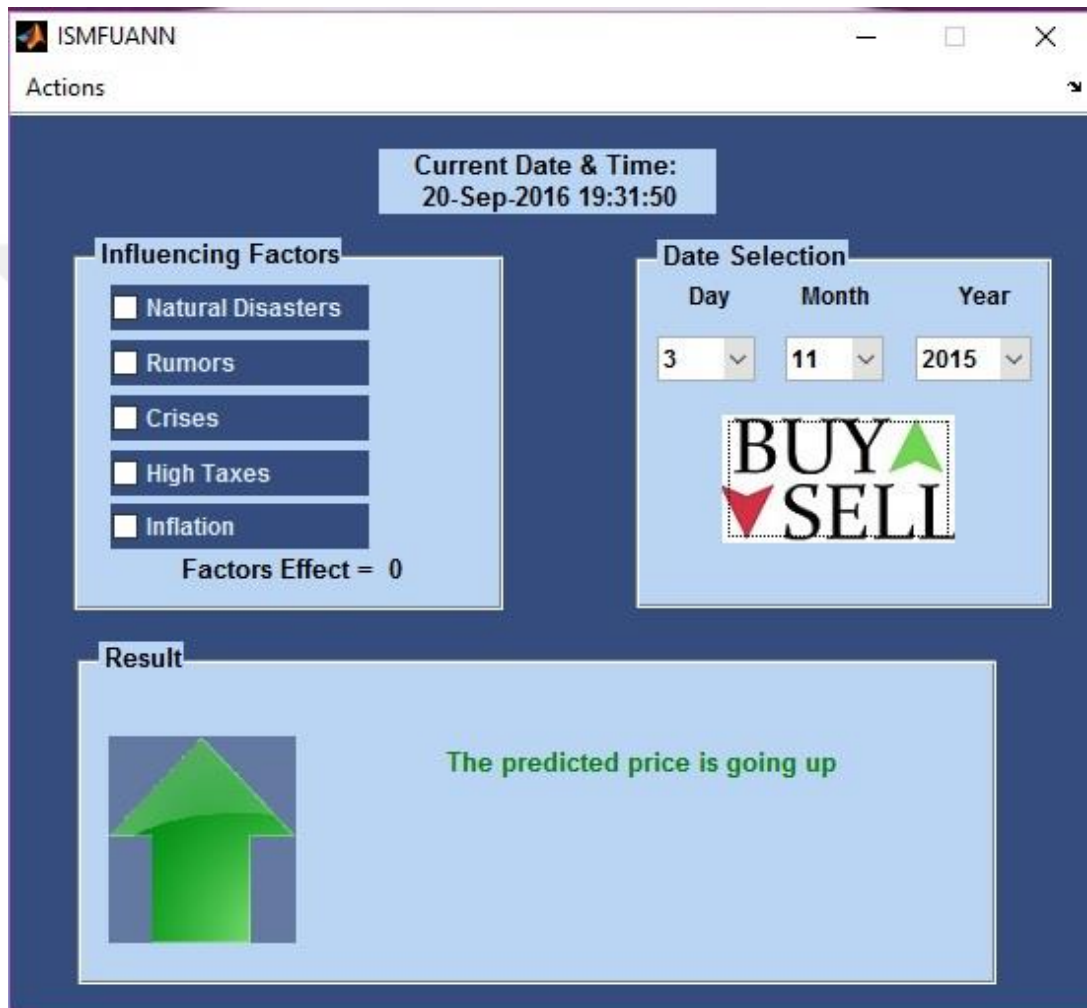 ISMFUANN
Actions
Current Date & Time:
20-Sep-2016 19:31:50
Influencing Factors
Natural Disasters
Rumors
Crises
High Taxes
Inflation
Factors Effect = 0
Date Selection
Day Month Year
3 11 2015
BUY
SELL
Result
The predicted price is going up